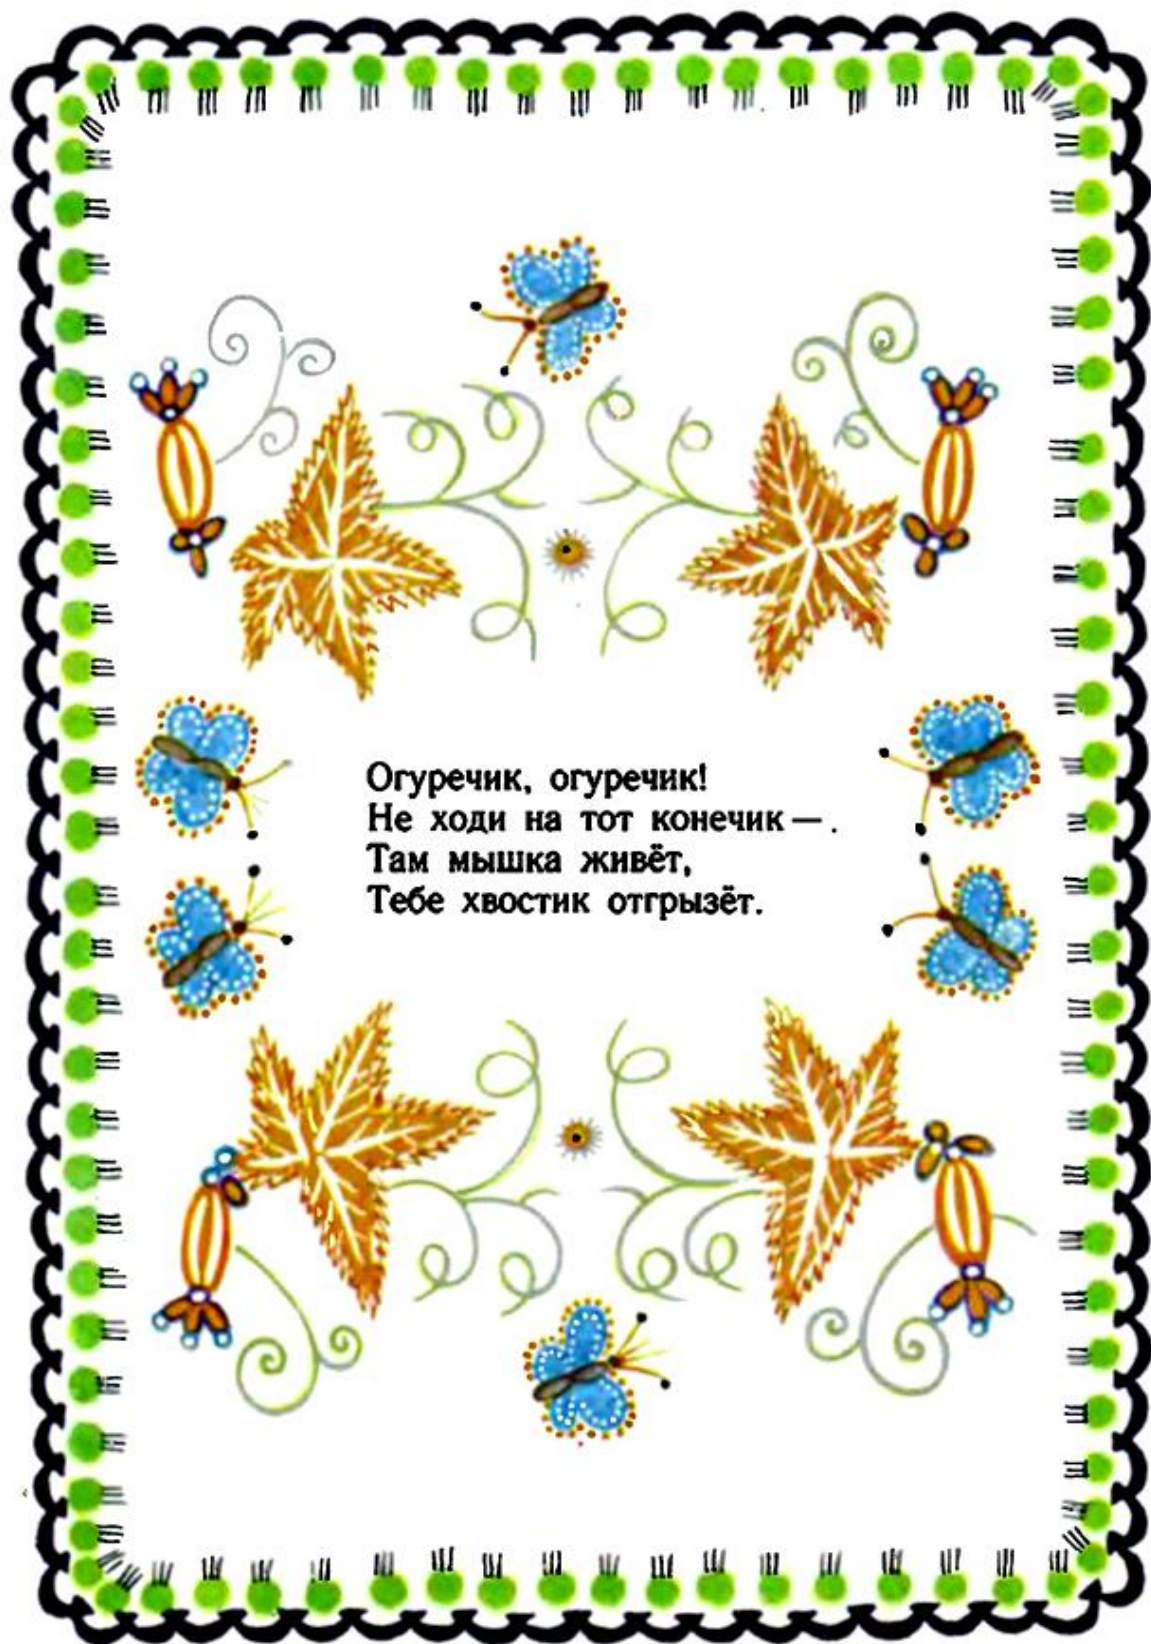 Огуречик, огуречик!
Не ходи на тот конечик — .
Там мышка живёт,
Тебе хвостик отгрызёт.